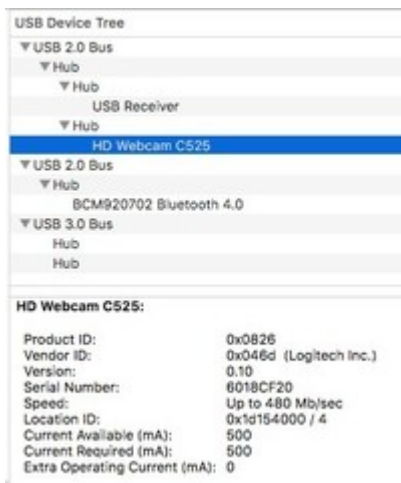 USB Device Tree
USB 2.0 Bus
Hub
Hub
USB Receiver
Hub
HD Webcam C525
USB 2.0 Bus
Hub
BCM920702 Bluetooth 4.0
USB 3.0 Bus
Hub
Hub
HD Webcam C525:
Product ID: 0x0826
Vendor ID: 0x046d (Logitech Inc.)
Version: 0.10
Serial Number: 6018CF20
Speed: Up to 480 Mb/sec
Location ID: 0x1d154000 / 4
Current Available (mA): 500
Current Required (mA): 500
Extra Operating Current (mA): 0